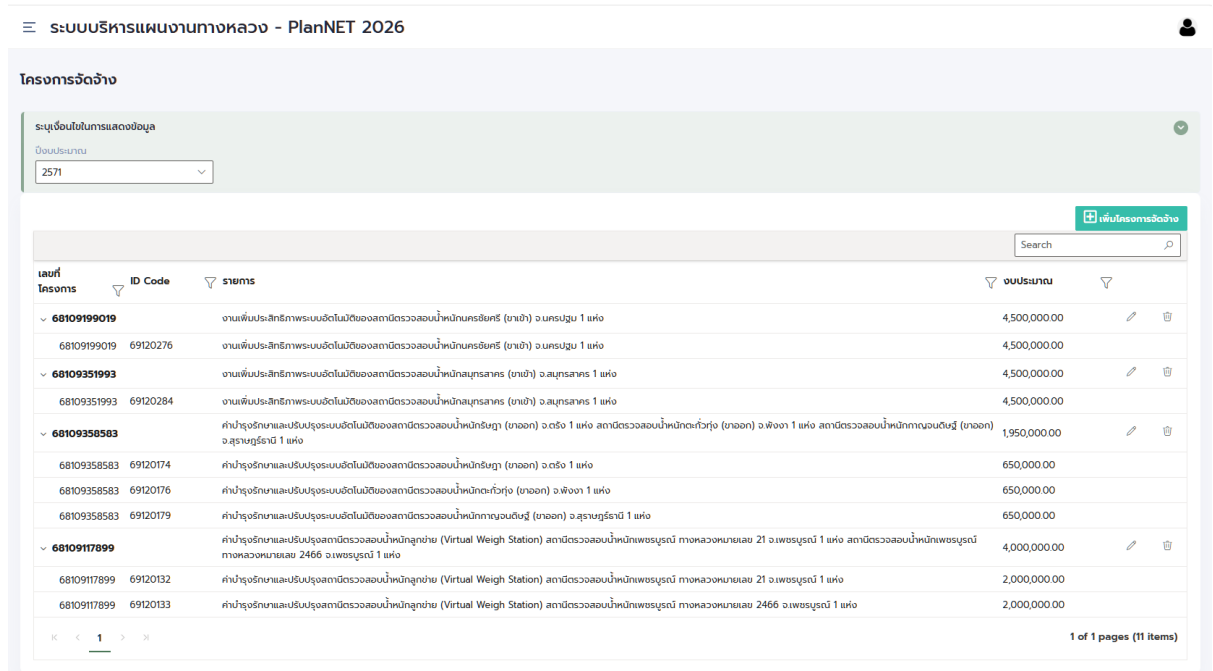 ระบบบริหารแผนงานทางหลวง - PlanNET 2026
โครงการจัดจ้าง
ระบุเงื่อนไขในการแสดงข้อมูล
ปีงบประมาณ
2571
เพิ่มโครงการจัดจ้าง
Search
เลขที่
โครงการ ID Code รายการ งบประมาณ
68109199019 งานเพิ่มประสิทธิภาพระบบอัตโนมัติของสถานีตรวจสอบน้ำหนักนครชัยศรี (ขาเข้า) จ.นครปฐม 1 แห่ง 4,500,000.00
68109199019 69120276 งานเพิ่มประสิทธิภาพระบบอัตโนมัติของสถานีตรวจสอบน้ำหนักนครชัยศรี (ขาเข้า) จ.นครปฐม 1 แห่ง 4,500,000.00
68109351993 งานเพิ่มประสิทธิภาพระบบอัตโนมัติของสถานีตรวจสอบน้ำหนักสมุทรสาคร (ขาเข้า) จ.สมุทรสาคร 1 แห่ง 4,500,000.00
68109351993 69120284 งานเพิ่มประสิทธิภาพระบบอัตโนมัติของสถานีตรวจสอบน้ำหนักสมุทรสาคร (ขาเข้า) จ.สมุทรสาคร 1 แห่ง 4,500,000.00
68109358583 ค่าบำรุงรักษาและปรับปรุงระบบอัตโนมัติของสถานีตรวจสอบน้ำหนักรัษฎา (ขาออก) จ.ตรัง 1 แห่ง สถานีตรวจสอบน้ำหนักตะกั่วทุ่ง (ขาออก) จ.พังงา 1 แห่ง สถานีตรวจสอบน้ำหนักกาญจนดิษฐ์ (ขาออก)
จ.สุราษฎร์ธานี 1 แห่ง 1,950,000.00
68109358583 69120174 ค่าบำรุงรักษาและปรับปรุงระบบอัตโนมัติของสถานีตรวจสอบน้ำหนักรัษฎา (ขาออก) จ.ตรัง 1 แห่ง 650,000.00
68109358583 69120176 ค่าบำรุงรักษาและปรับปรุงระบบอัตโนมัติของสถานีตรวจสอบน้ำหนักตะกั่วทุ่ง (ขาออก) จ.พังงา 1 แห่ง 650,000.00
68109358583 69120179 ค่าบำรุงรักษาและปรับปรุงระบบอัตโนมัติของสถานีตรวจสอบน้ำหนักกาญจนดิษฐ์ (ขาออก) จ.สุราษฎร์ธานี 1 แห่ง 650,000.00
68109117899 ค่าบำรุงรักษาและปรับปรุงสถานีตรวจสอบน้ำหนักลูกข่าย (Virtual Weigh Station) สถานีตรวจสอบน้ำหนักเพชรบูรณ์ ทางหลวงหมายเลข 21 จ.เพชรบูรณ์ 1 แห่ง สถานีตรวจสอบน้ำหนักเพชรบูรณ์
ทางหลวงหมายเลข 2466 จ.เพชรบูรณ์ 1 แห่ง 4,000,000.00
68109117899 69120132 ค่าบำรุงรักษาและปรับปรุงสถานีตรวจสอบน้ำหนักลูกข่าย (Virtual Weigh Station) สถานีตรวจสอบน้ำหนักเพชรบูรณ์ ทางหลวงหมายเลข 21 จ.เพชรบูรณ์ 1 แห่ง 2,000,000.00
68109117899 69120133 ค่าบำรุงรักษาและปรับปรุงสถานีตรวจสอบน้ำหนักลูกข่าย (Virtual Weigh Station) สถานีตรวจสอบน้ำหนักเพชรบูรณ์ ทางหลวงหมายเลข 2466 จ.เพชรบูรณ์ 1 แห่ง 2,000,000.00
1 1 of 1 pages (11 items)